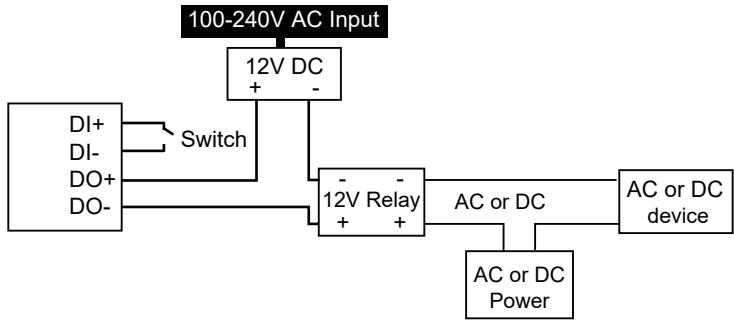 100-240V AC Input
12V DC
+ -
DI+
DI-
DO+
DO-
Switch
- -
12V Relay
+ +
AC or DC
AC or DC
device
AC or DC
Power